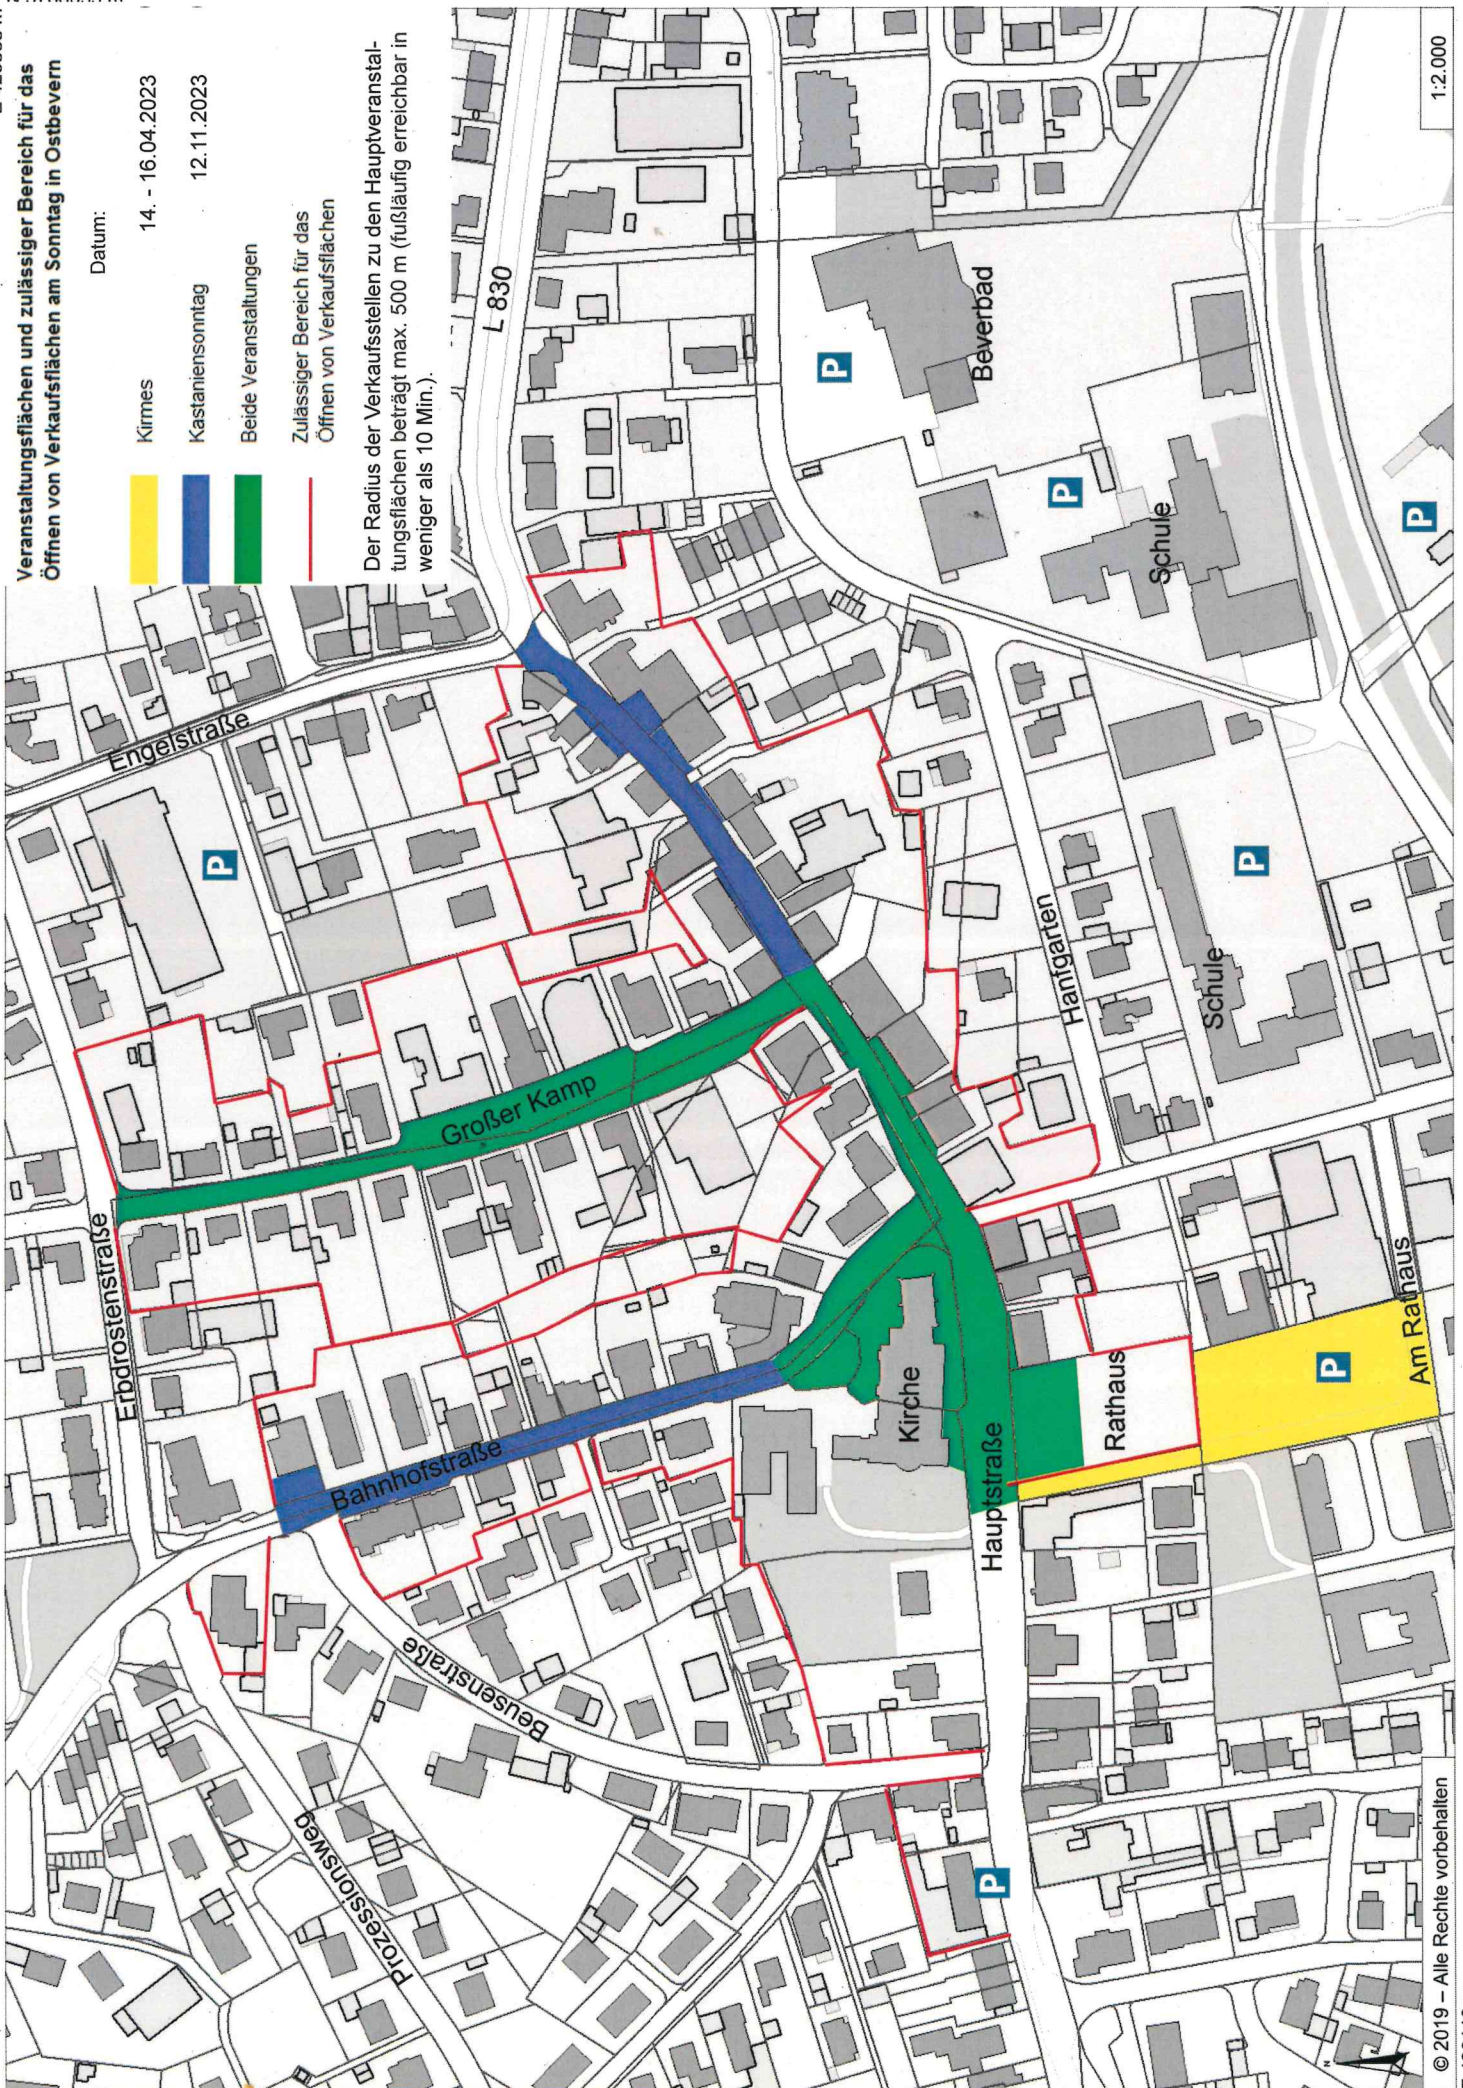 Veranstaltungsflächen und zulässiger Bereich für das
Öffnen von Verkaufsflächen am Sonntag in Ostbevern
Datum:
Kirmes 14. - 16.04.2023
Kastaniensonntag 12.11.2023
Beide Veranstaltungen
Zulässiger Bereich für das
Öffnen von Verkaufsflächen
Der Radius der Verkaufsstellen zu den Hauptveranstal-
tungsflächen beträgt max. 500 m (fußläufig erreichbar in
weniger als 10 Min.).
L 830
Engelstraße
P
Erbdrostenstraße
Großer Kamp
Bahnhofstraße
Beusenstraße
Prozessionsweg
Kirche
Hauptstraße
P
Rathaus
P
Am Rathaus
Hanfgarten
Schule
P
Beverbad
P
P
Schule
P
N
1:2.000
© 2019 – Alle Rechte vorbehalten